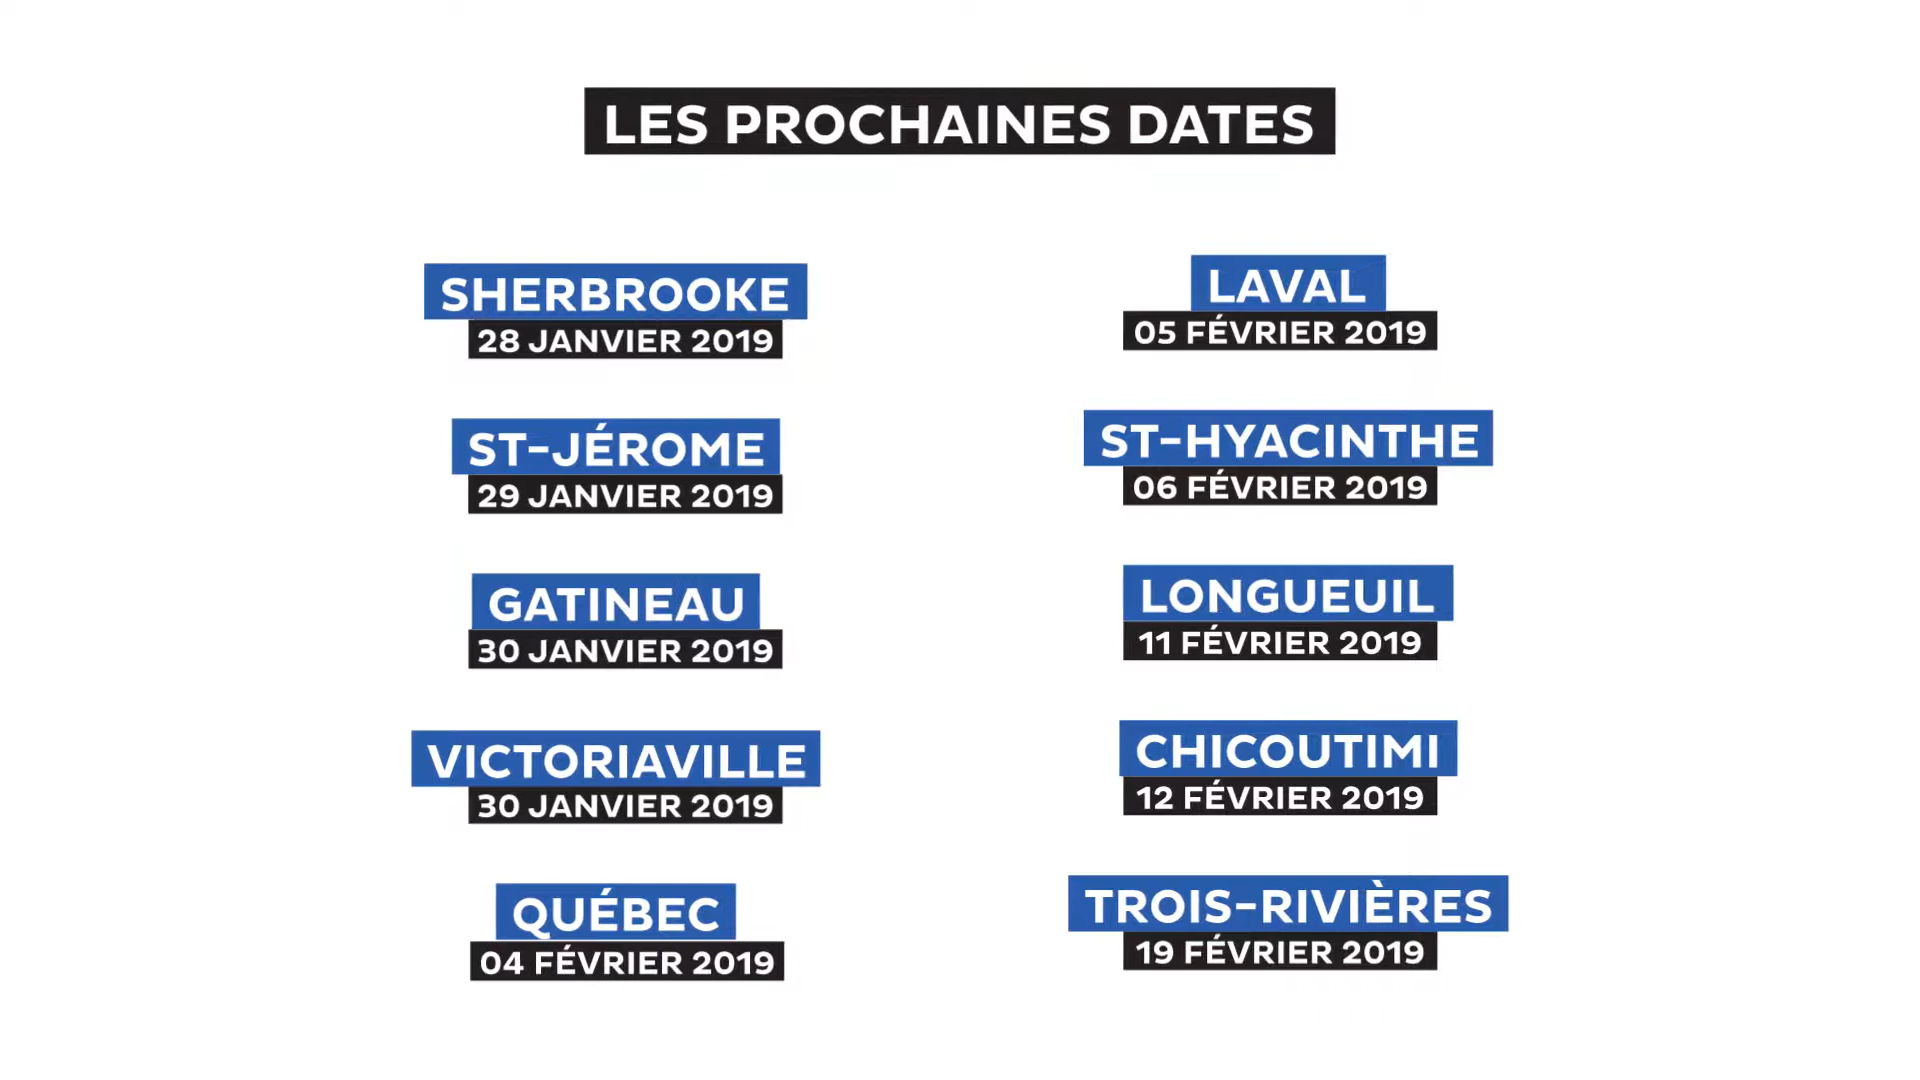 LES PROCHAINES DATES
SHERBROOKE
28 JANVIER 2019
ST-JÉROME
29 JANVIER 2019
GATINEAU
30 JANVIER 2019
VICTORIAVILLE
30 JANVIER 2019
QUÉBEC
04 FÉVRIER 2019
LAVAL
05 FÉVRIER 2019
ST-HYACINTHE
06 FÉVRIER 2019
LONGUEUIL
11 FÉVRIER 2019
CHICOUTIMI
12 FÉVRIER 2019
TROIS-RIVIÈRES
19 FÉVRIER 2019